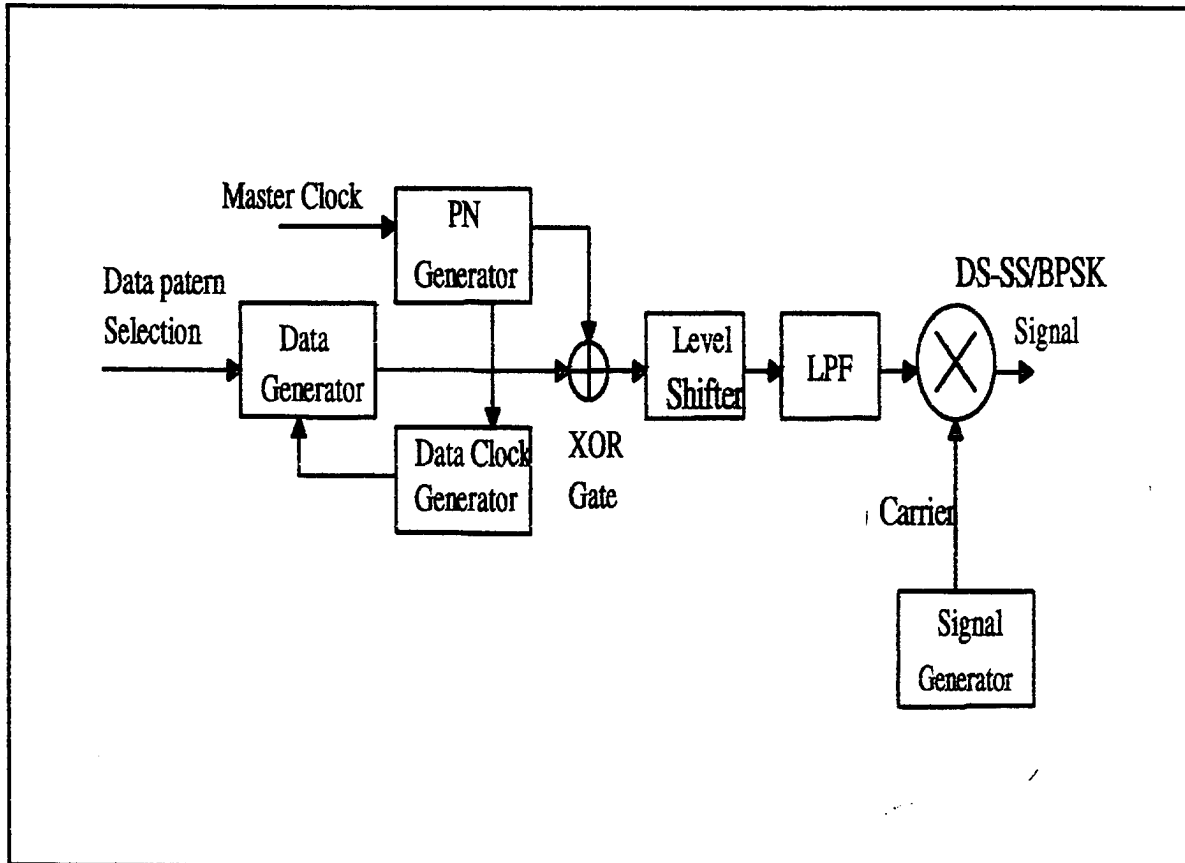 Master Clock
PN
Generator
Data patern
Selection
Data
Generator
Data Clock
Generator
XOR
Gate
Level
Shifter
LPF
DS-SS/BPSK
Signal
Carrier
Signal
Generator